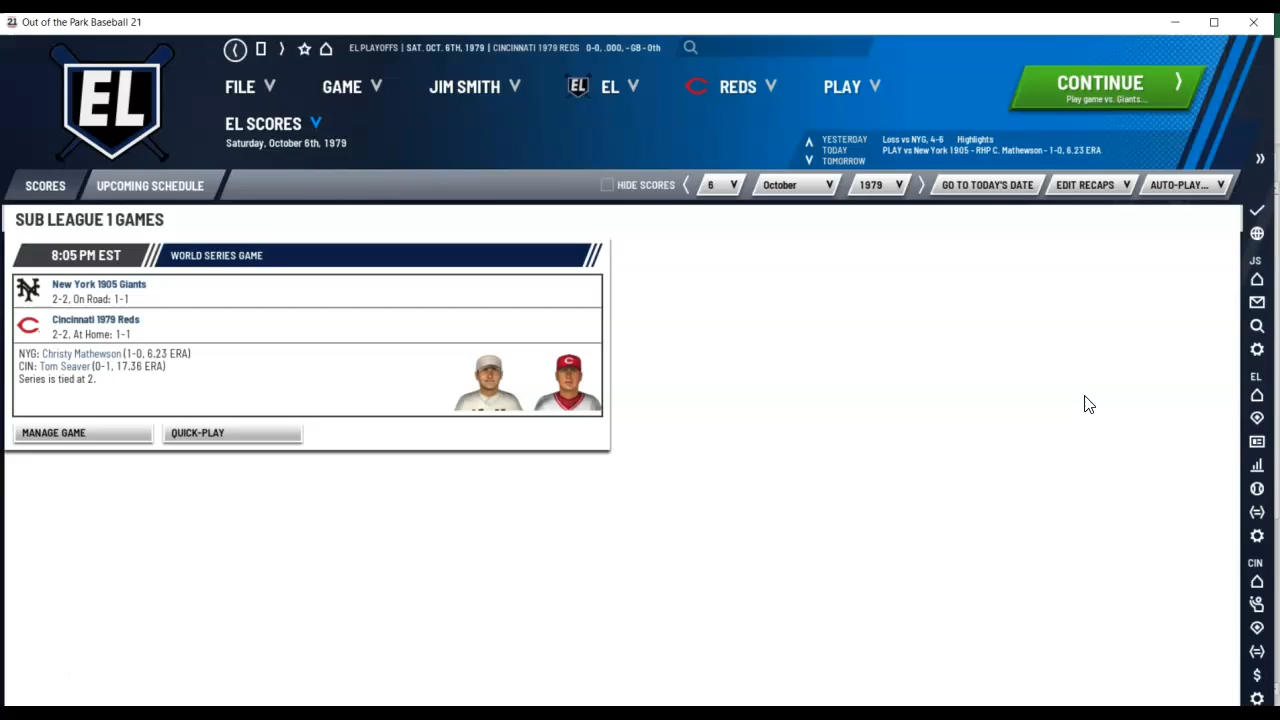 21 Out of the Park Baseball 21
EL
EL PLAYOFFS | SAT. OCT. 6TH, 1979 | CINCINNATI 1979 REDS 0-0, .000, - GB - 0th
FILE GAME JIM SMITH EL EL REDS PLAY
CONTINUE
Play game vs. Giants...
EL SCORES
Saturday, October 6th, 1979
YESTERDAY Loss vs NYG, 4-6 Highlights
TODAY PLAY vs New York 1905 - RHP C. Mathewson - 1-0, 6.23 ERA
TOMORROW
SCORES UPCOMING SCHEDULE HIDE SCORES 6 October 1979 GO TO TODAY'S DATE EDIT RECAPS AUTO-PLAY...
SUB LEAGUE 1 GAMES
8:05 PM EST WORLD SERIES GAME
NY New York 1905 Giants
2-2, On Road: 1-1
C Cincinnati 1979 Reds
2-2, At Home: 1-1
NYG: Christy Mathewson (1-0, 6.23 ERA)
CIN: Tom Seaver (0-1, 17.36 ERA)
Series is tied at 2.
MANAGE GAME QUICK-PLAY
JS
EL
CIN
$